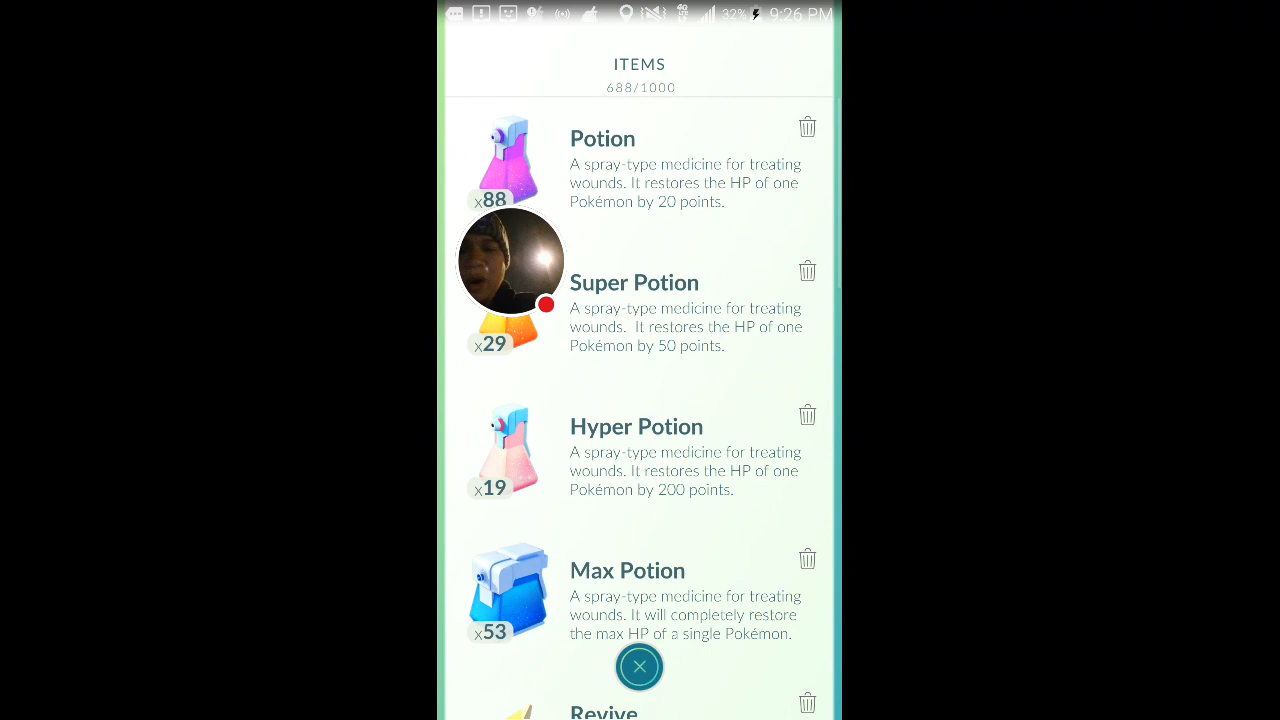 4G 32% 9:26 PM
ITEMS
688/1000
Potion
A spray-type medicine for treating
wounds. It restores the HP of one
Pokémon by 20 points.
x88
Super Potion
A spray-type medicine for treating
wounds. It restores the HP of one
Pokémon by 50 points.
x29
Hyper Potion
A spray-type medicine for treating
wounds. It restores the HP of one
Pokémon by 200 points.
x19
Max Potion
A spray-type medicine for treating
wounds. It will completely restore
the max HP of a single Pokémon.
x53
Revive